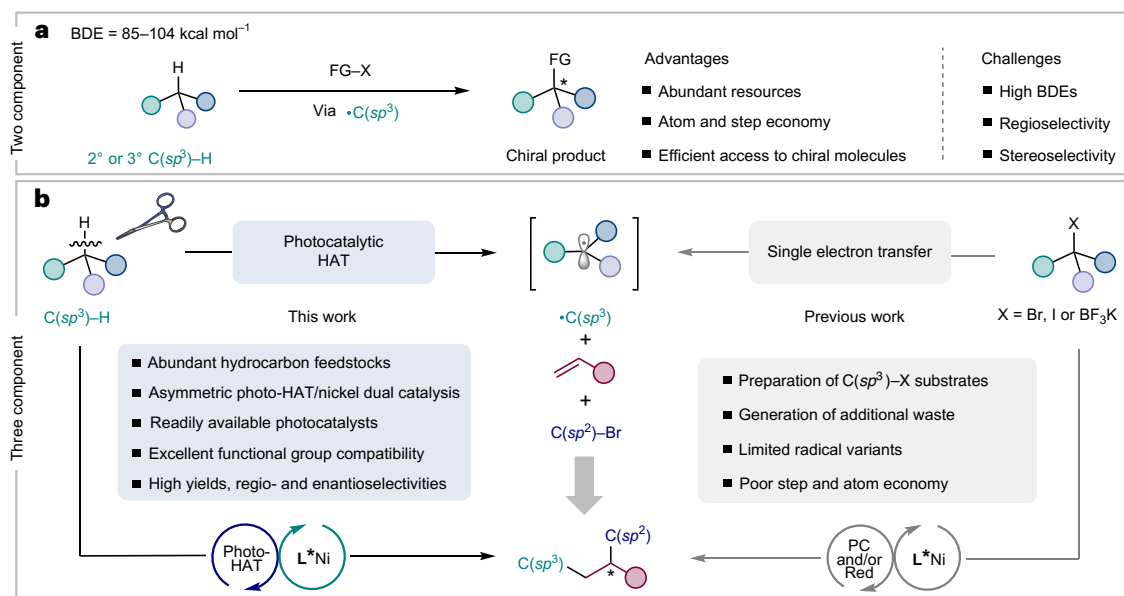 Two component
a
BDE = 85–104 kcal mol⁻¹
H
2° or 3° C(sp³)–H
FG–X
Via •C(sp³)
FG
*
Chiral product
Advantages
Abundant resources
Atom and step economy
Efficient access to chiral molecules
Challenges
High BDEs
Regioselectivity
Stereoselectivity
Three component
b
H
C(sp³)–H
Photocatalytic
HAT
This work
•C(sp³)
+
+
C(sp²)–Br
Single electron transfer
Previous work
X
X = Br, I or BF₃K
Abundant hydrocarbon feedstocks
Asymmetric photo-HAT/nickel dual catalysis
Readily available photocatalysts
Excellent functional group compatibility
High yields, regio- and enantioselectivities
Preparation of C(sp³)–X substrates
Generation of additional waste
Limited radical variants
Poor step and atom economy
Photo-
HAT
L*Ni
C(sp³)
C(sp²)
*
PC
and/or
Red
L*Ni